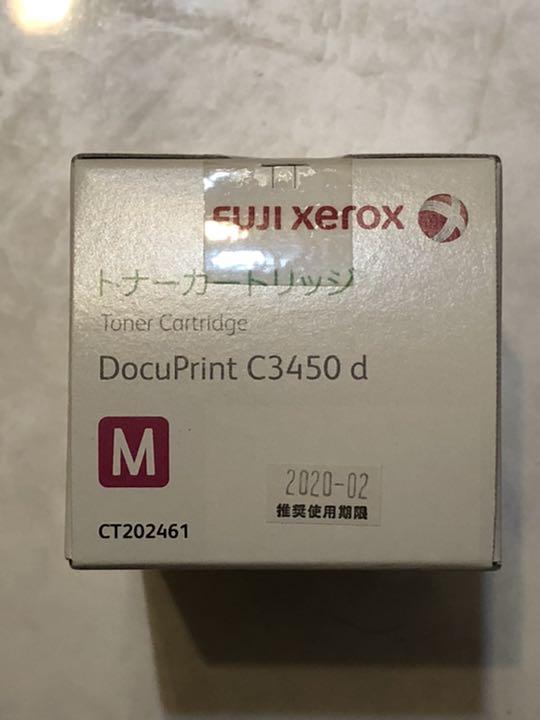 FUJI xerox
トナーカートリッジ
Toner Cartridge
DocuPrint C3450 d
M
2020-02
推奨使用期限
CT202461